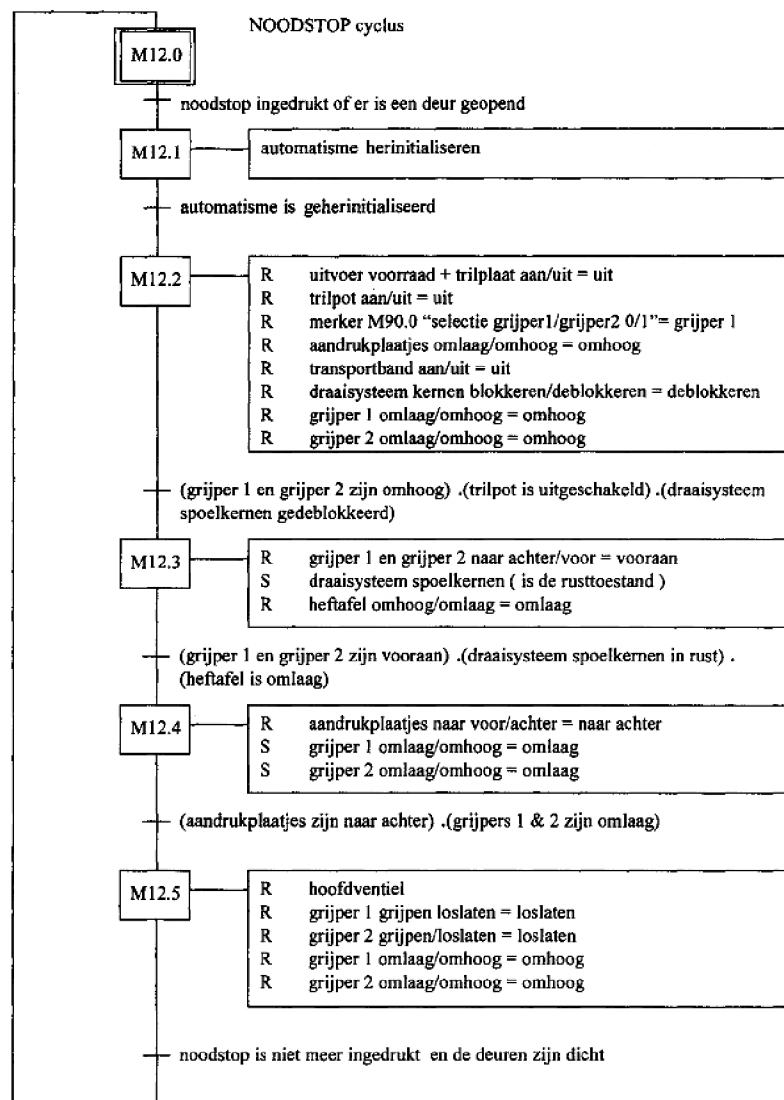 NOODSTOP cyclus
M12.0
noodstop ingedrukt of er is een deur geopend
M12.1
automatisme herinitialiseren
automatisme is geherinitialiseerd
M12.2
R uitvoer voorraad + trilplaat aan/uit = uit
R trilpot aan/uit = uit
R merker M90.0 “selectie grijper1/grijper2 0/1”= grijper 1
R aandrukplaatjes omlaag/omhoog = omhoog
R transportband aan/uit = uit
R draaisysteem kernen blokkeren/deblokkeren = deblokkeren
R grijper 1 omlaag/omhoog = omhoog
R grijper 2 omlaag/omhoog = omhoog
(grijper 1 en grijper 2 zijn omhoog) .(trilpot is uitgeschakeld) .(draaisysteem
spoelkernen gedeblokkeerd)
M12.3
R grijper 1 en grijper 2 naar achter/voor = vooraan
S draaisysteem spoelkernen ( is de rusttoestand )
R heftafel omhoog/omlaag = omlaag
(grijper 1 en grijper 2 zijn vooraan) .(draaisysteem spoelkernen in rust) .
(heftafel is omlaag)
M12.4
R aandrukplaatjes naar voor/achter = naar achter
S grijper 1 omlaag/omhoog = omlaag
S grijper 2 omlaag/omhoog = omlaag
(aandrukplaatjes zijn naar achter) .(grijpers 1 & 2 zijn omlaag)
M12.5
R hoofdventiel
R grijper 1 grijpen loslaten = loslaten
R grijper 2 grijpen/loslaten = loslaten
R grijper 1 omlaag/omhoog = omhoog
R grijper 2 omlaag/omhoog = omhoog
noodstop is niet meer ingedrukt en de deuren zijn dicht